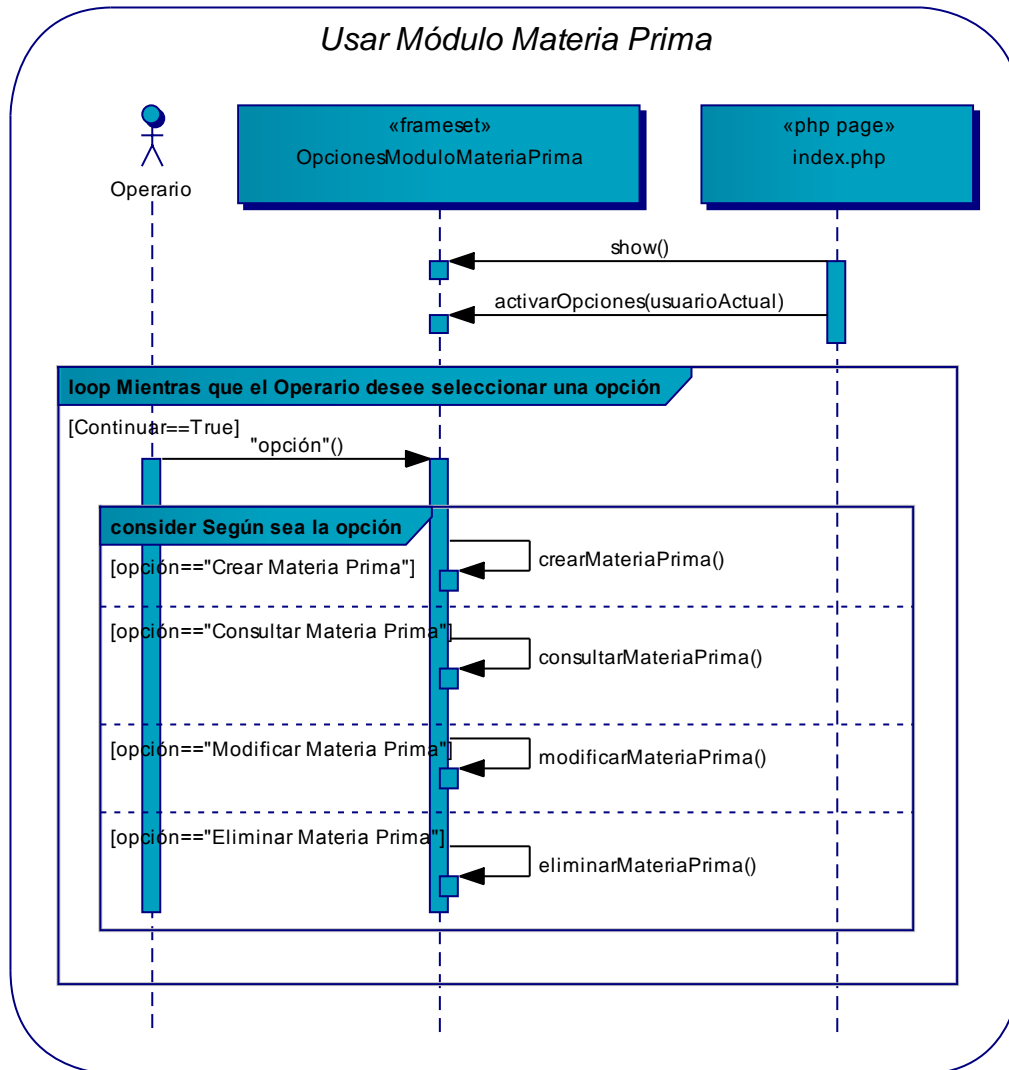 Usar Módulo Materia Prima
«frameset»
OpcionesModuloMateriaPrima
«php page»
index.php
Operario
show()
activarOpciones(usuarioActual)
loop Mientras que el Operario desee seleccionar una opción
[Continuar==True]
"opción"()
consider Según sea la opción
[opción=="Crear Materia Prima"]
crearMateriaPrima()
[opción=="Consultar Materia Prima"]
consultarMateriaPrima()
[opción=="Modificar Materia Prima"]
modificarMateriaPrima()
[opción=="Eliminar Materia Prima"]
eliminarMateriaPrima()